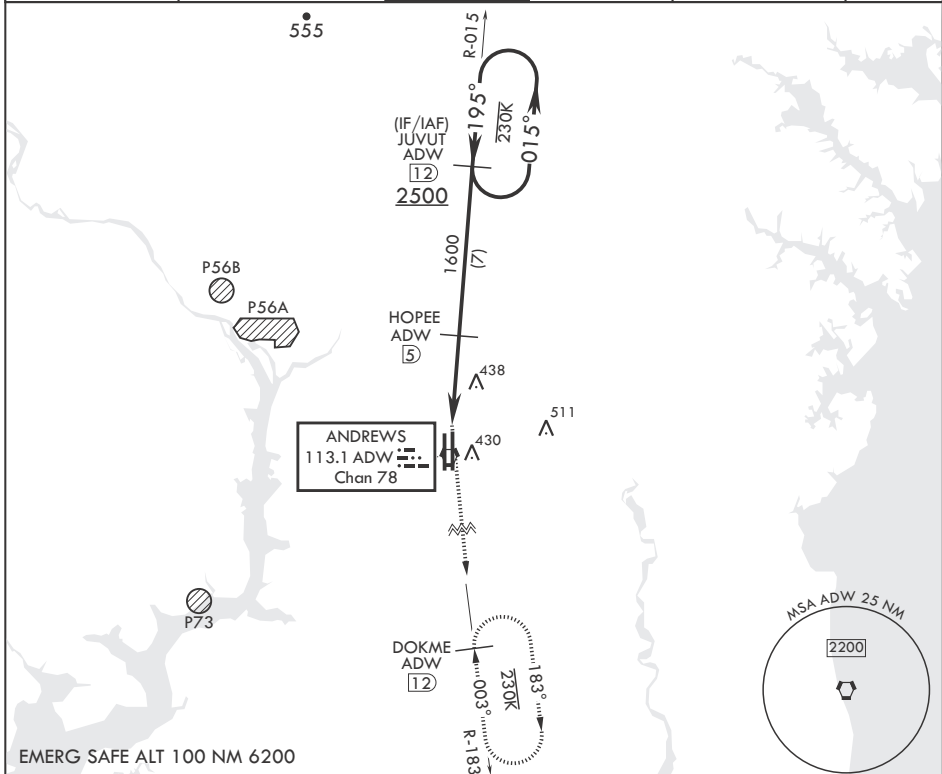 555
R-015
195°
230K
015°
(IF/IAF)
JUVUT
ADW
12
2500
1600
(7)
P56B
P56A
HOPEE
ADW
5
438
511
ANDREWS
113.1 ADW
Chan 78
430
P73
DOKME
ADW
12
003°
230K
183°
R-183
MSA ADW 25 NM
2200
EMERG SAFE ALT 100 NM 6200